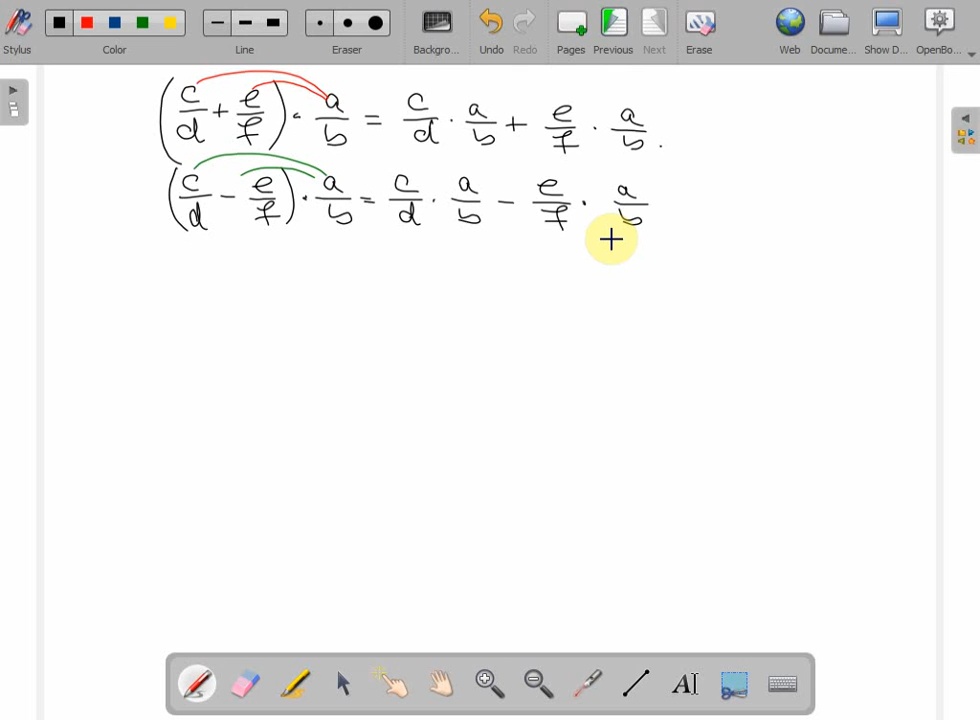 Stylus Color Line Eraser Backgro... Undo Redo Pages Previous Next Erase Web Docume... Show D... OpenBo...
(c/d + e/f) · a/b = c/d · a/b + e/f · a/b .
(c/d − e/f) · a/b = c/d · a/b − e/f · a/b